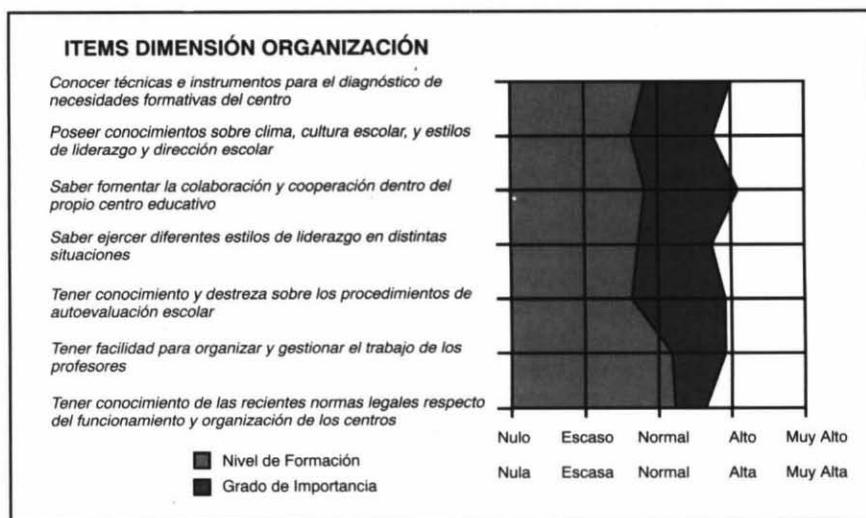 ITEMS DIMENSIÓN ORGANIZACIÓN
Conocer técnicas e instrumentos para el diagnóstico de
necesidades formativas del centro
Poseer conocimientos sobre clima, cultura escolar, y estilos
de liderazgo y dirección escolar
Saber fomentar la colaboración y cooperación dentro del
propio centro educativo
Saber ejercer diferentes estilos de liderazgo en distintas
situaciones
Tener conocimiento y destreza sobre los procedimientos de
autoevaluación escolar
Tener facilidad para organizar y gestionar el trabajo de los
profesores
Tener conocimiento de las recientes normas legales respecto
del funcionamiento y organización de los centros
Nulo Escaso Normal Alto Muy Alto
Nula Escasa Normal Alta Muy Alta
Nivel de Formación
Grado de Importancia